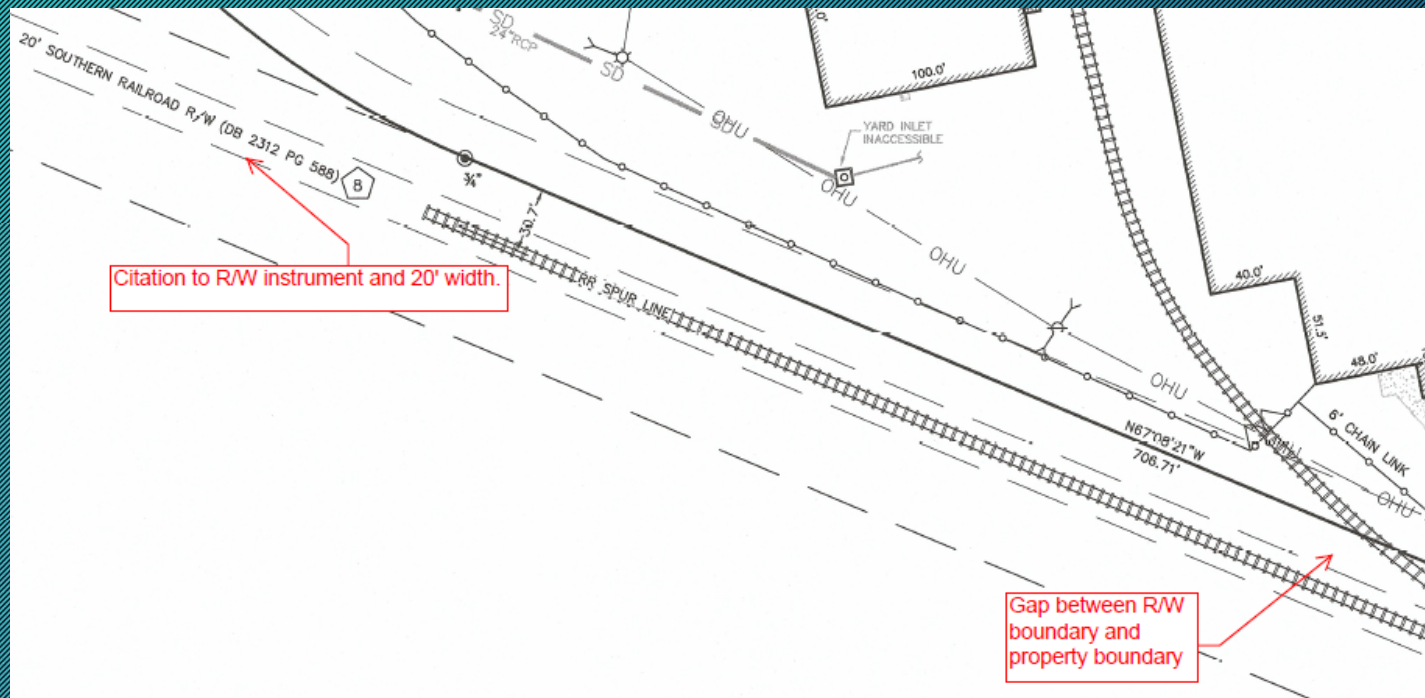 SD
24"RCP
SD
20' SOUTHERN RAILROAD R/W (DB 2312 PG 588)
8
3/4"
30.7'
100.0'
OHU
YARD INLET
INACCESSIBLE
OHU
OHU
Citation to R/W instrument and 20' width.
RR SPUR LINE
40.0'
51.5'
48.0'
OHU
N67°08'21"W
706.71'
6' CHAIN LINK
OHU
Gap between R/W
boundary and
property boundary